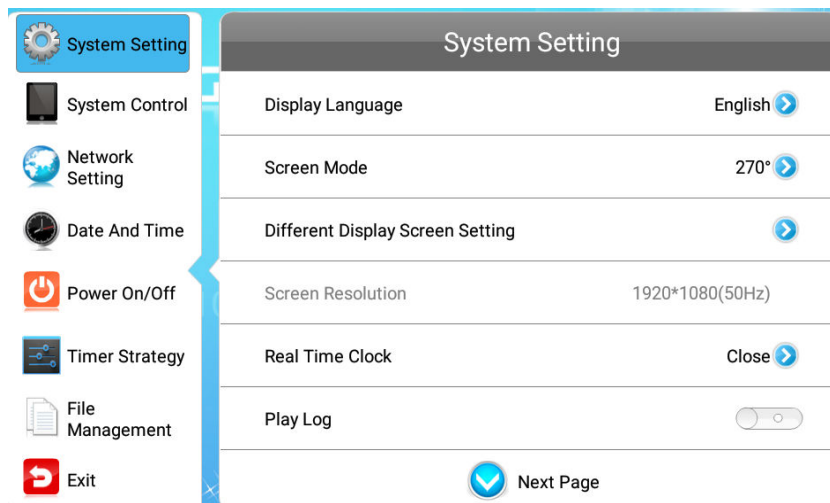 System Setting
System Control
Network
Setting
Date And Time
Power On/Off
Timer Strategy
File
Management
Exit
System Setting
Display Language English
Screen Mode 270°
Different Display Screen Setting
Screen Resolution 1920*1080(50Hz)
Real Time Clock Close
Play Log
Next Page